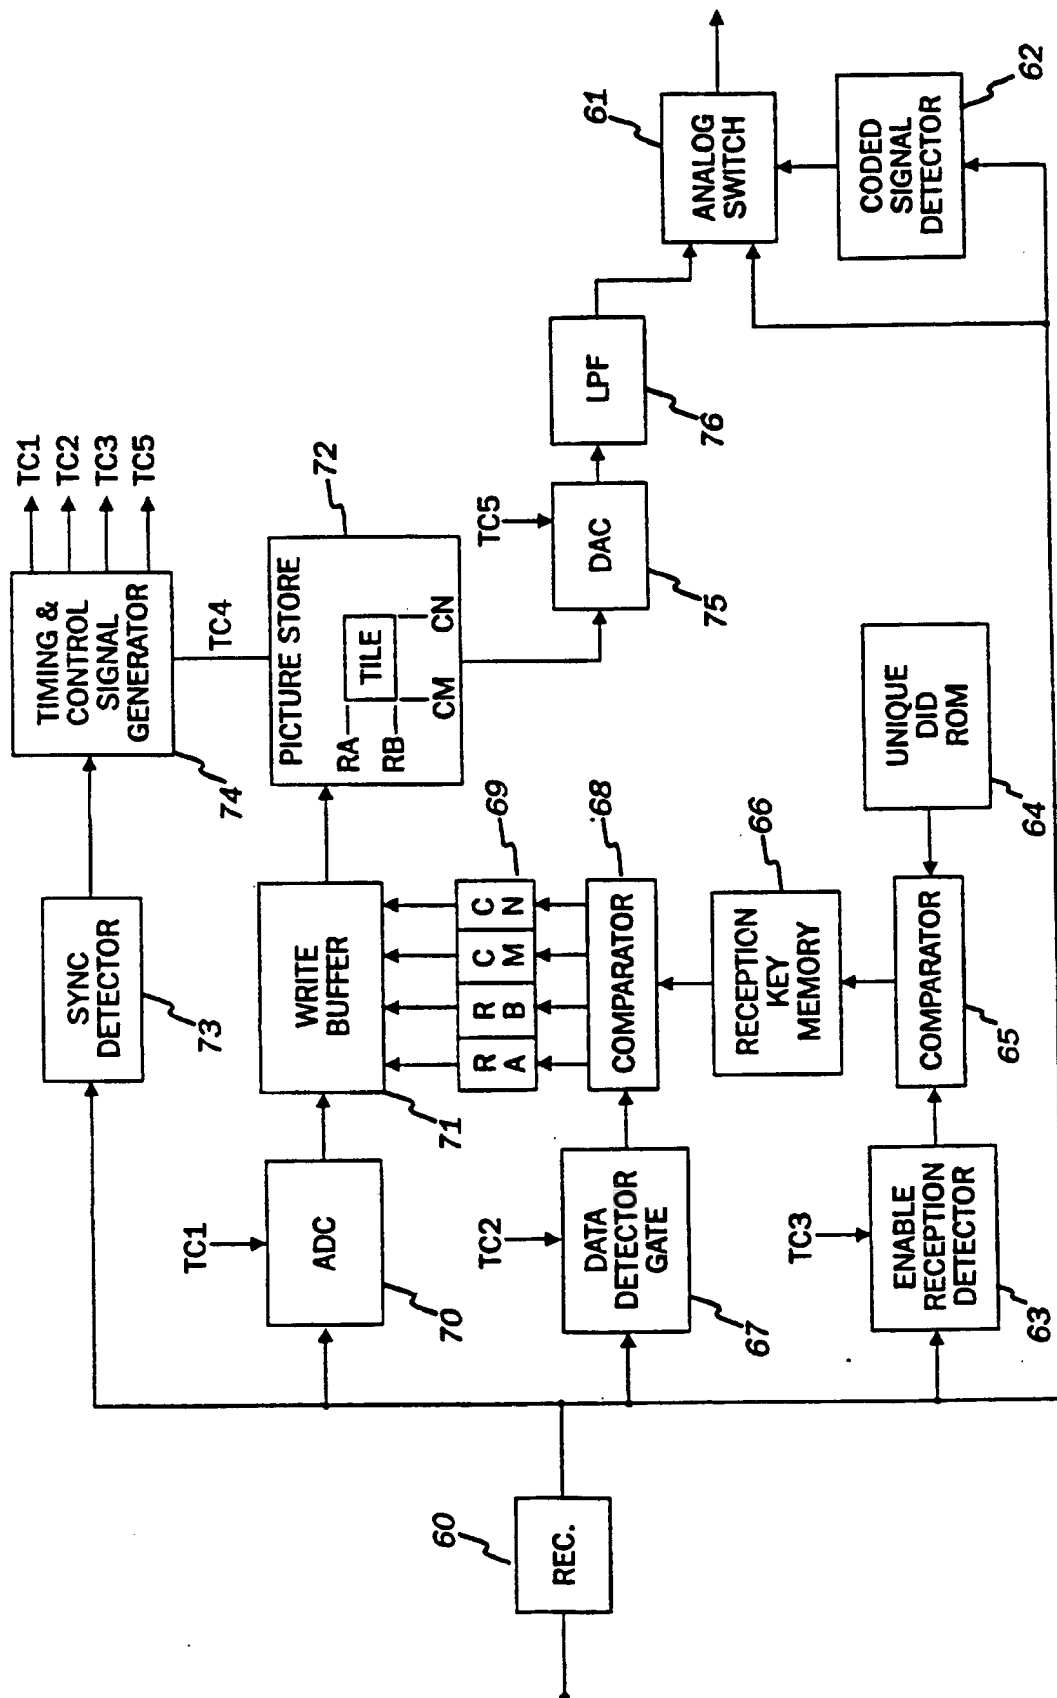 60
REC.
SYNC
DETECTOR
73
TIMING &
CONTROL
SIGNAL
GENERATOR
74
TC1
TC2
TC3
TC5
TC4
TC1
ADC
70
WRITE
BUFFER
71
PICTURE STORE
RA
RB
TILE
CM
CN
72
R
A
R
B
C
M
C
N
69
TC2
DATA
DETECTOR
GATE
67
COMPARATOR
68
RECEPTION
KEY
MEMORY
66
TC3
ENABLE
RECEPTION
DETECTOR
63
COMPARATOR
65
UNIQUE
DID
ROM
64
TC5
DAC
75
LPF
76
ANALOG
SWITCH
61
CODED
SIGNAL
DETECTOR
62